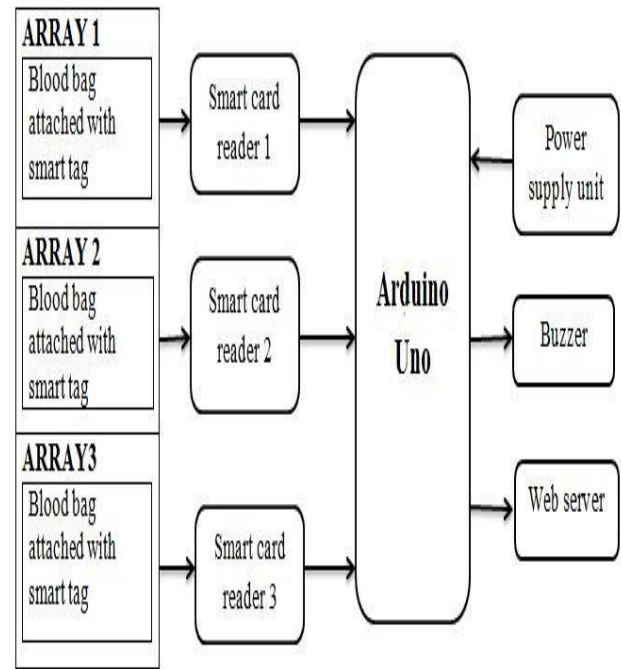 ARRAY 1
Blood bag
attached with
smart tag
Smart card
reader 1
ARRAY 2
Blood bag
attached with
smart tag
Smart card
reader 2
ARRAY3
Blood bag
attached with
smart tag
Smart card
reader 3
Arduino
Uno
Power
supply unit
Buzzer
Web server